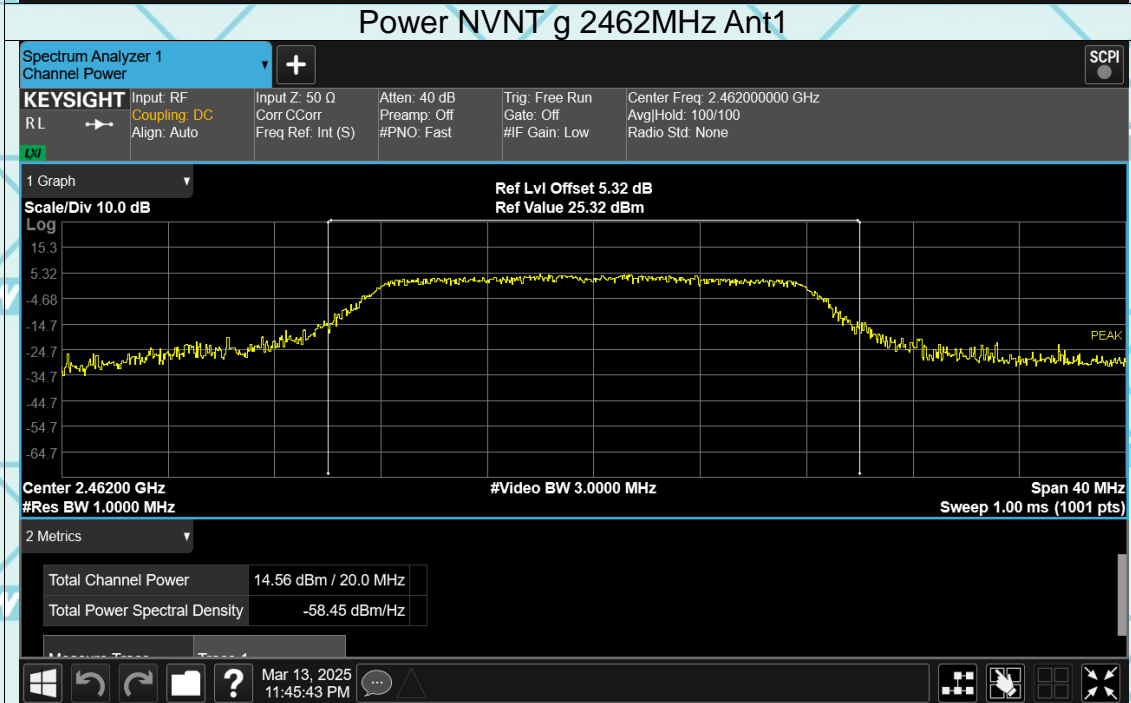 Power NVNT g 2462MHz Ant1
Spectrum Analyzer 1
Channel Power
SCPI
KEYSIGHT
R L
LXI
Input: RF
Coupling: DC
Align: Auto
Input Z: 50 Ω
Corr CCorr
Freq Ref: Int (S)
Atten: 40 dB
Preamp: Off
#PNO: Fast
Trig: Free Run
Gate: Off
#IF Gain: Low
Center Freq: 2.462000000 GHz
Avg|Hold: 100/100
Radio Std: None
1 Graph
Ref Lvl Offset 5.32 dB
Scale/Div 10.0 dB
Ref Value 25.32 dBm
Log
15.3
5.32
-4.68
-14.7
-24.7
-34.7
-44.7
-54.7
-64.7
PEAK
Center 2.46200 GHz
#Video BW 3.0000 MHz
Span 40 MHz
#Res BW 1.0000 MHz
Sweep 1.00 ms (1001 pts)
2 Metrics
Total Channel Power 14.56 dBm / 20.0 MHz
Total Power Spectral Density -58.45 dBm/Hz
Measure Trace Trace 1
?
Mar 13, 2025
11:45:43 PM